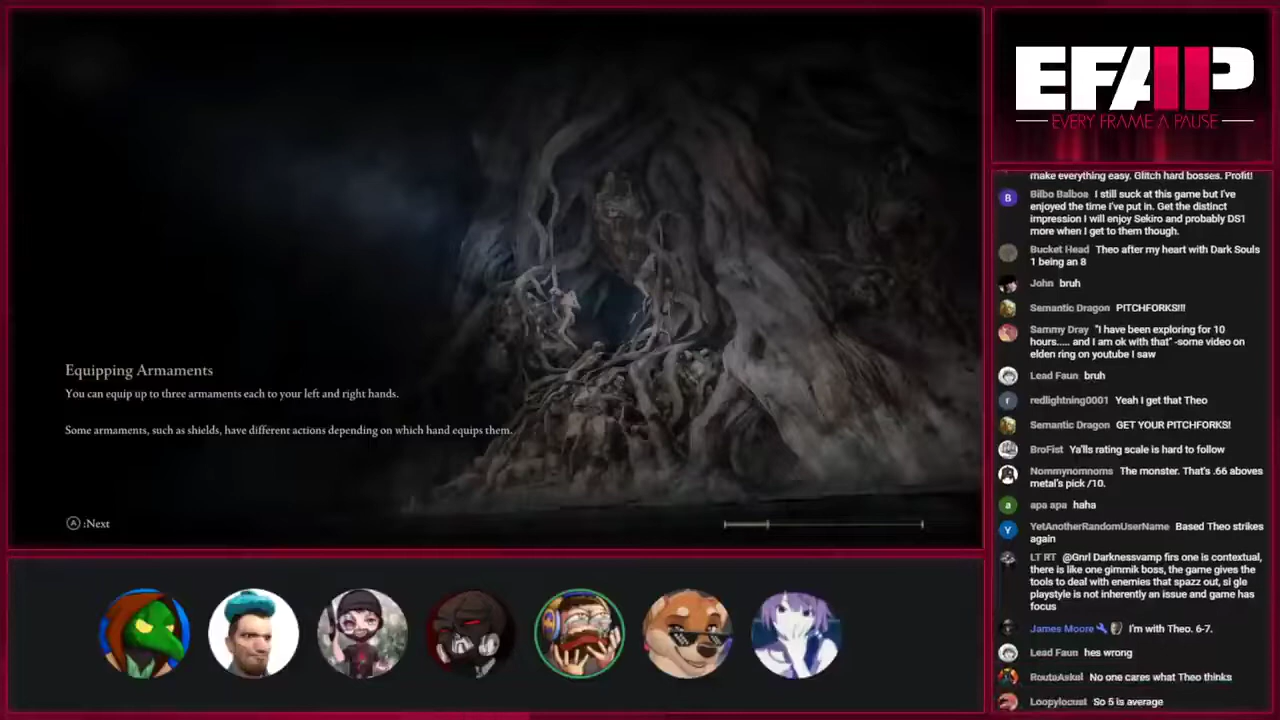 Equipping Armaments
You can equip up to three armaments each to your left and right hands.
Some armaments, such as shields, have different actions depending on which hand equips them.
A :Next
EFAP
EVERY FRAME A PAUSE
make everything easy. Glitch hard bosses. Profit!
B
Bilbo Balboa I still suck at this game but I've
enjoyed the time I've put in. Get the distinct
impression I will enjoy Sekiro and probably DS1
more when I get to them though.
Bucket Head Theo after my heart with Dark Souls
1 being an 8
John bruh
Semantic Dragon PITCHFORKS!!!
Sammy Dray "I have been exploring for 10
hours..... and I am ok with that" -some video on
elden ring on youtube I saw
Lead Faun bruh
r
redlightning0001 Yeah I get that Theo
Semantic Dragon GET YOUR PITCHFORKS!
BroFist Ya'lls rating scale is hard to follow
Nommynomnoms The monster. That's .66 aboves
metal's pick /10.
a
apa apa haha
Y
YetAnotherRandomUserName Based Theo strikes
again
LT RT @Gnrl Darknessvamp firs one is contextual,
there is like one gimmik boss, the game gives the
tools to deal with enemies that spazz out, si gle
playstyle is not inherently an issue and game has
focus
James Moore I'm with Theo. 6-7.
Lead Faun hes wrong
No one cares what Theo thinks
Loopylocust So 5 is average